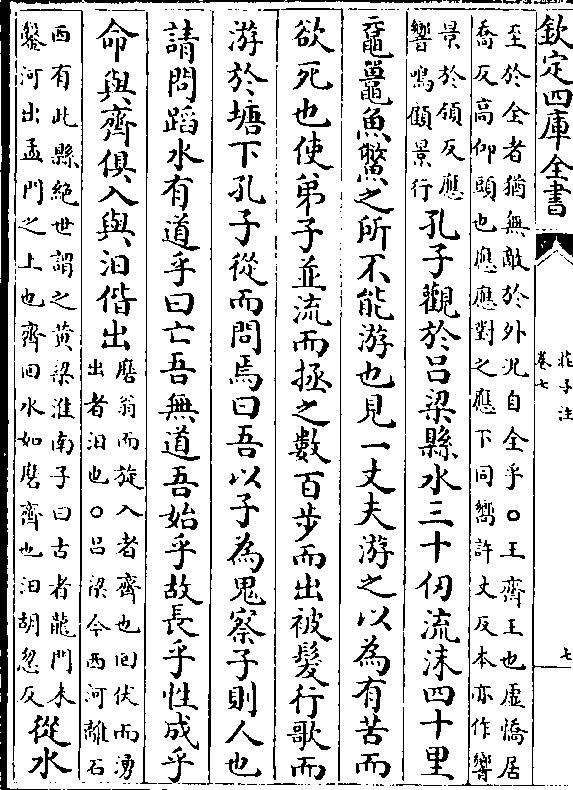 欽定四庫全書
莊子注
卷七
七
至於全者猶無敵於外况自全乎○王齊王也虛憍居
喬反高仰頭也應應對之應下同嚮許丈反本亦作響
景於領反應
響鳴顧景行
孔子觀於吕梁縣水三十仞流沫四十里
黿鼉魚鱉之所不能游也見一丈夫游之以為有苦而
欲死也使弟子並流而拯之數百步而出被髮行歌而
游於塘下孔子從而問焉曰吾以子為鬼察子則人也
請問蹈水有道乎曰亡吾無道吾始乎故長乎性成乎
命與齊俱入與汩偕出
磨翁而旋入者齊也回伏而湧
出者汩也○吕梁今西河離石
西有此縣絶世謂之黄梁淮南子曰古者龍門未
鑿河出孟門之上也齊回水如磨齊也汩胡忽反
從水